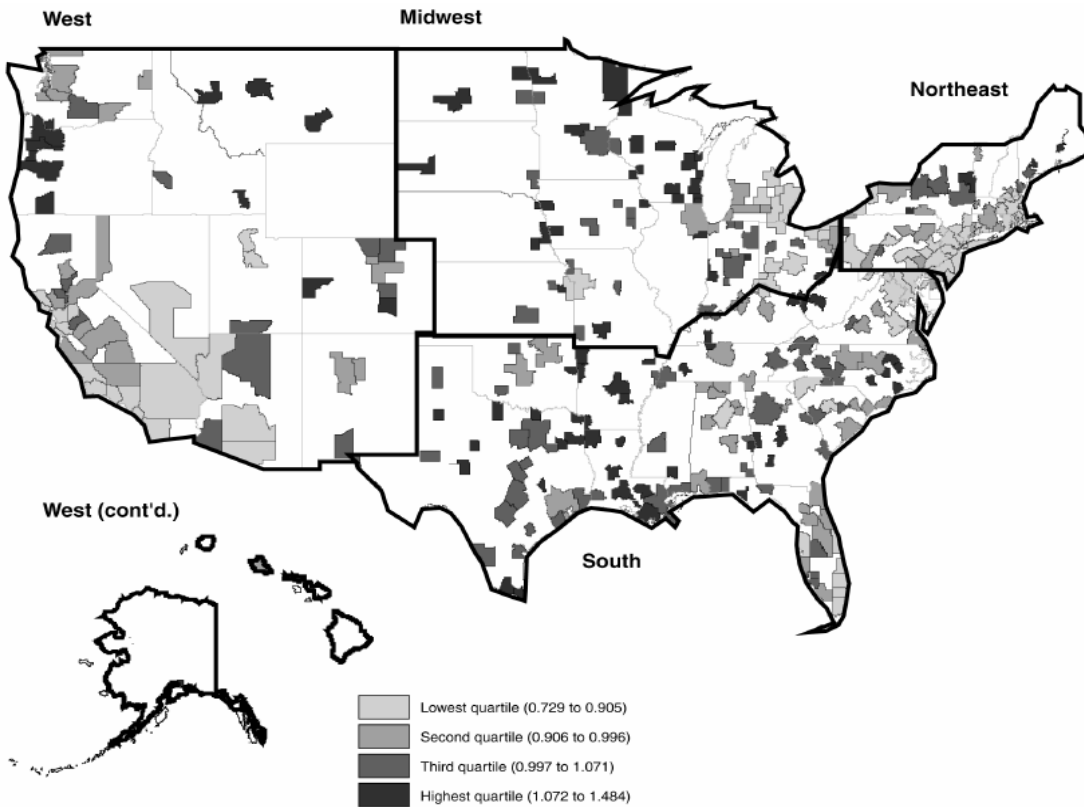 West
Midwest
Northeast
West (cont'd.)
South
Lowest quartile (0.729 to 0.905)
Second quartile (0.906 to 0.996)
Third quartile (0.997 to 1.071)
Highest quartile (1.072 to 1.484)